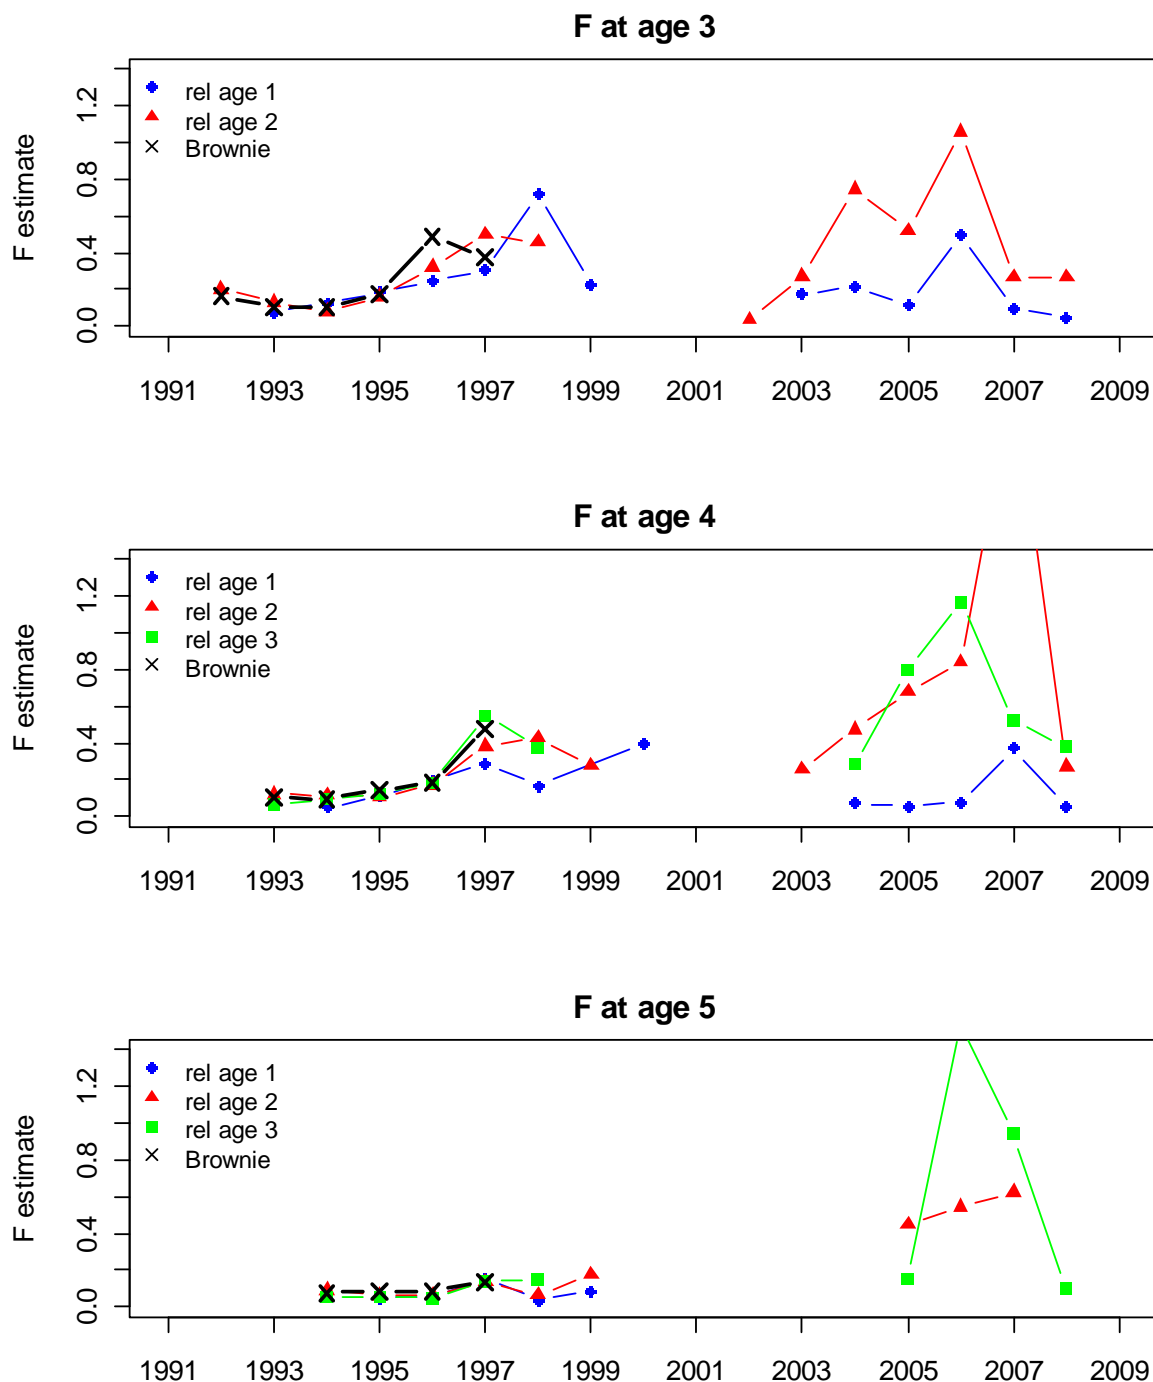 F at age 3
rel age 1
rel age 2
Brownie
F estimate
0.0 0.4 0.8 1.2
1991 1993 1995 1997 1999 2001 2003 2005 2007 2009
F at age 4
rel age 1
rel age 2
rel age 3
Brownie
F estimate
0.0 0.4 0.8 1.2
1991 1993 1995 1997 1999 2001 2003 2005 2007 2009
F at age 5
rel age 1
rel age 2
rel age 3
Brownie
F estimate
0.0 0.4 0.8 1.2
1991 1993 1995 1997 1999 2001 2003 2005 2007 2009